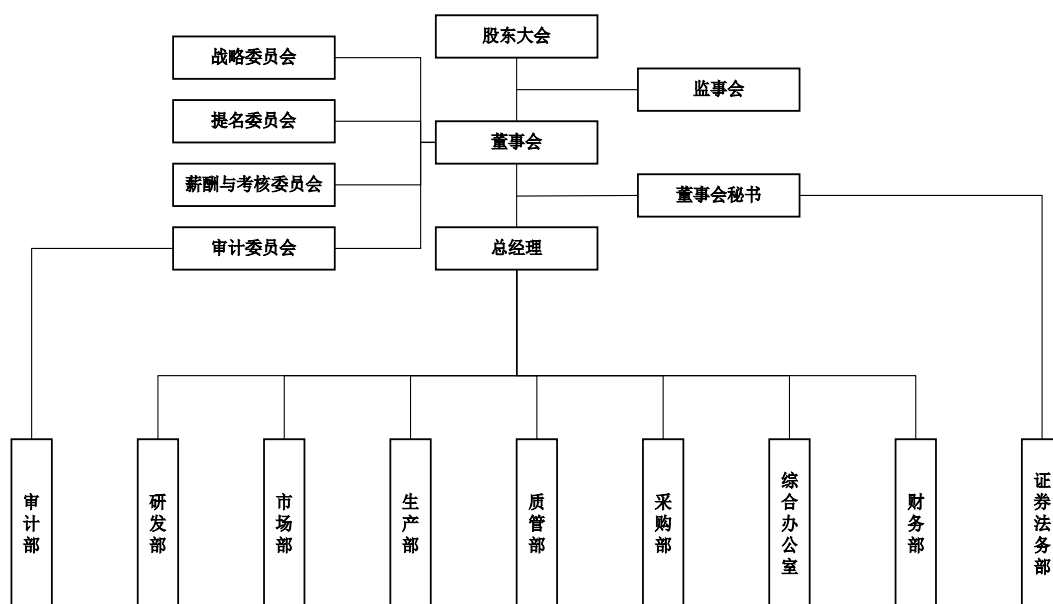 股东大会
战略委员会
监事会
提名委员会
董事会
薪酬与考核委员会
董事会秘书
审计委员会
总经理
审计部
研发部
市场部
生产部
质管部
采购部
综合办公室
财务部
证券法务部